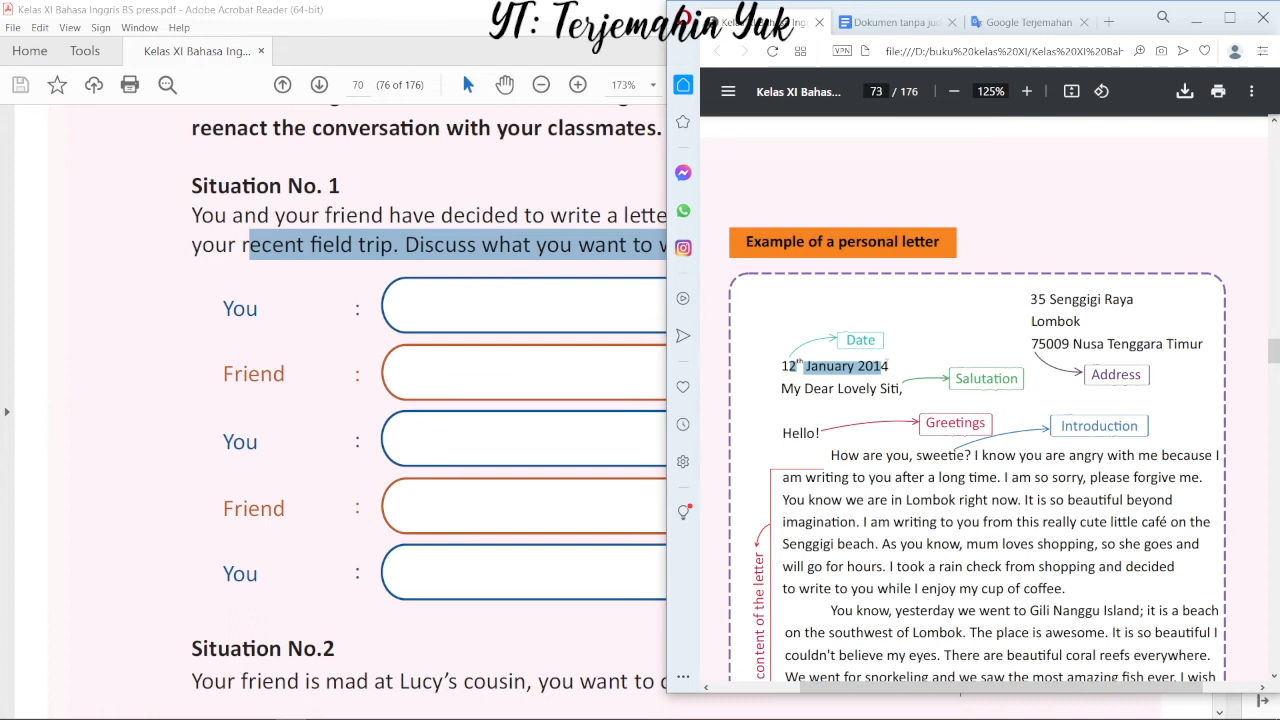 YT: Terjemahin Yuk
Kelas
Inggris BS press.pdf - Adobe Acrobat Reader (64-bit)
File
Sign Window Help
Home Tools
Kelas XI Bahasa Ing... ×
70 (76 of 176)
173%
reenact the conversation with your classmates.
Situation No. 1
You and your friend have decided to write a lette
your recent field trip. Discuss what you want to
You :
Friend :
You :
Friend :
You :
Situation No.2
Your friend is mad at Lucy's cousin, you want to
Dokumen tanpa jud
Google Terjemahan
VPN
file:///D:/buku%20kelas%20XI/Kelas%20XI%20Bah
Kelas XI Bahas...
73 / 176
125%
Example of a personal letter
35 Senggigi Raya
Lombok
75009 Nusa Tenggara Timur
Address
Date
12th January 2014
My Dear Lovely Siti,
Salutation
Greetings
Introduction
Hello!
How are you, sweetie? I know you are angry with me because I
am writing to you after a long time. I am so sorry, please forgive me.
You know we are in Lombok right now. It is so beautiful beyond
imagination. I am writing to you from this really cute little café on the
Senggigi beach. As you know, mum loves shopping, so she goes and
will go for hours. I took a rain check from shopping and decided
to write to you while I enjoy my cup of coffee.
You know, yesterday we went to Gili Nanggu Island; it is a beach
on the southwest of Lombok. The place is awesome. It is so beautiful I
couldn't believe my eyes. There are beautiful coral reefs everywhere.
We went for snorkeling and we saw the most amazing fish ever. I wish
content of the letter